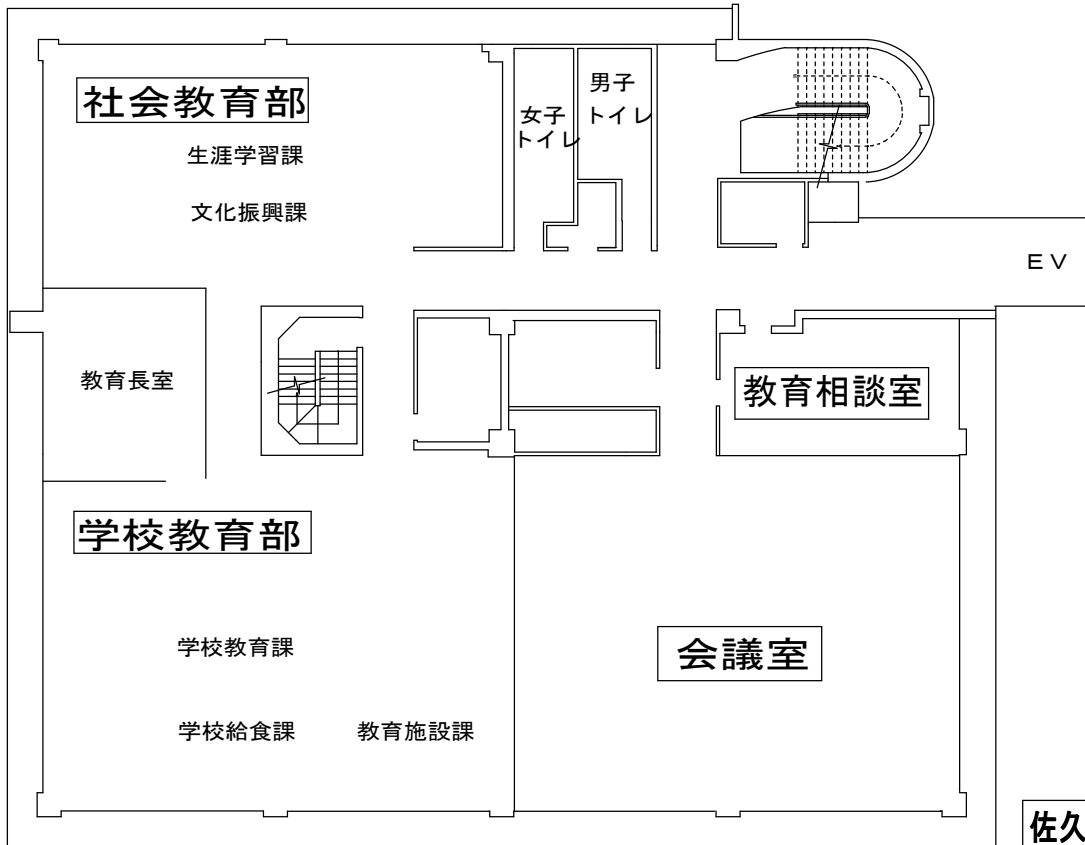 社会教育部
生涯学習課
文化振興課
女子
トイレ
男子
トイレ
ＥＶ
教育長室
教育相談室
学校教育部
学校教育課
学校給食課
教育施設課
会議室
佐久